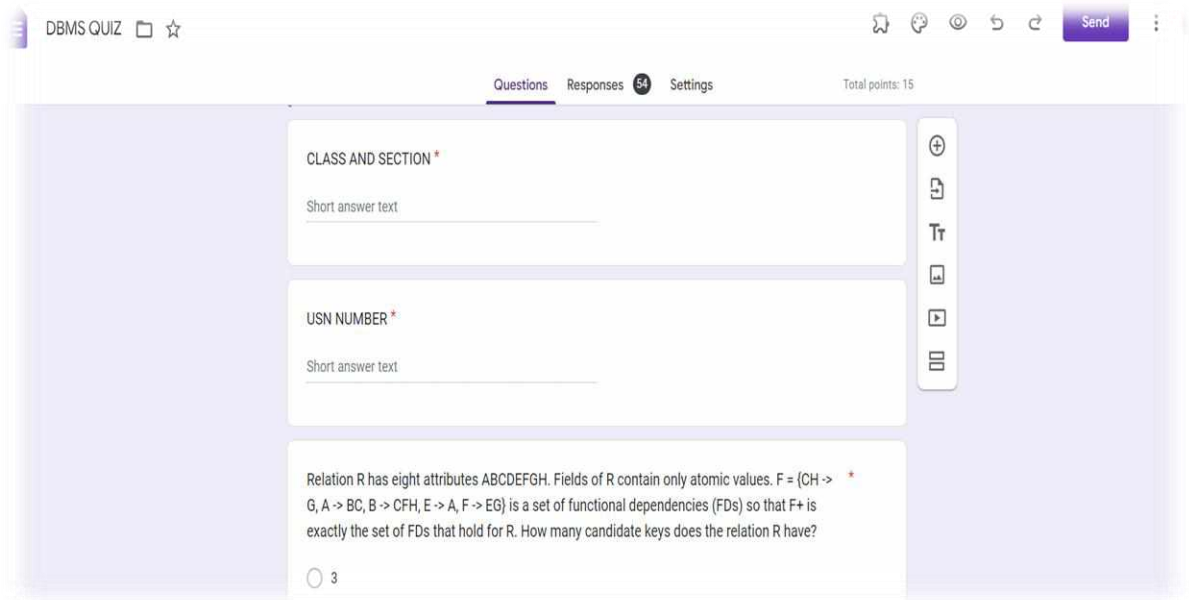 DBMS QUIZ
Send
Questions
Responses 54
Settings
Total points: 15
CLASS AND SECTION *
Short answer text
USN NUMBER *
Short answer text
Relation R has eight attributes ABCDEFGH. Fields of R contain only atomic values. F = {CH -> *
G, A -> BC, B -> CFH, E -> A, F -> EG} is a set of functional dependencies (FDs) so that F+ is
exactly the set of FDs that hold for R. How many candidate keys does the relation R have?
3